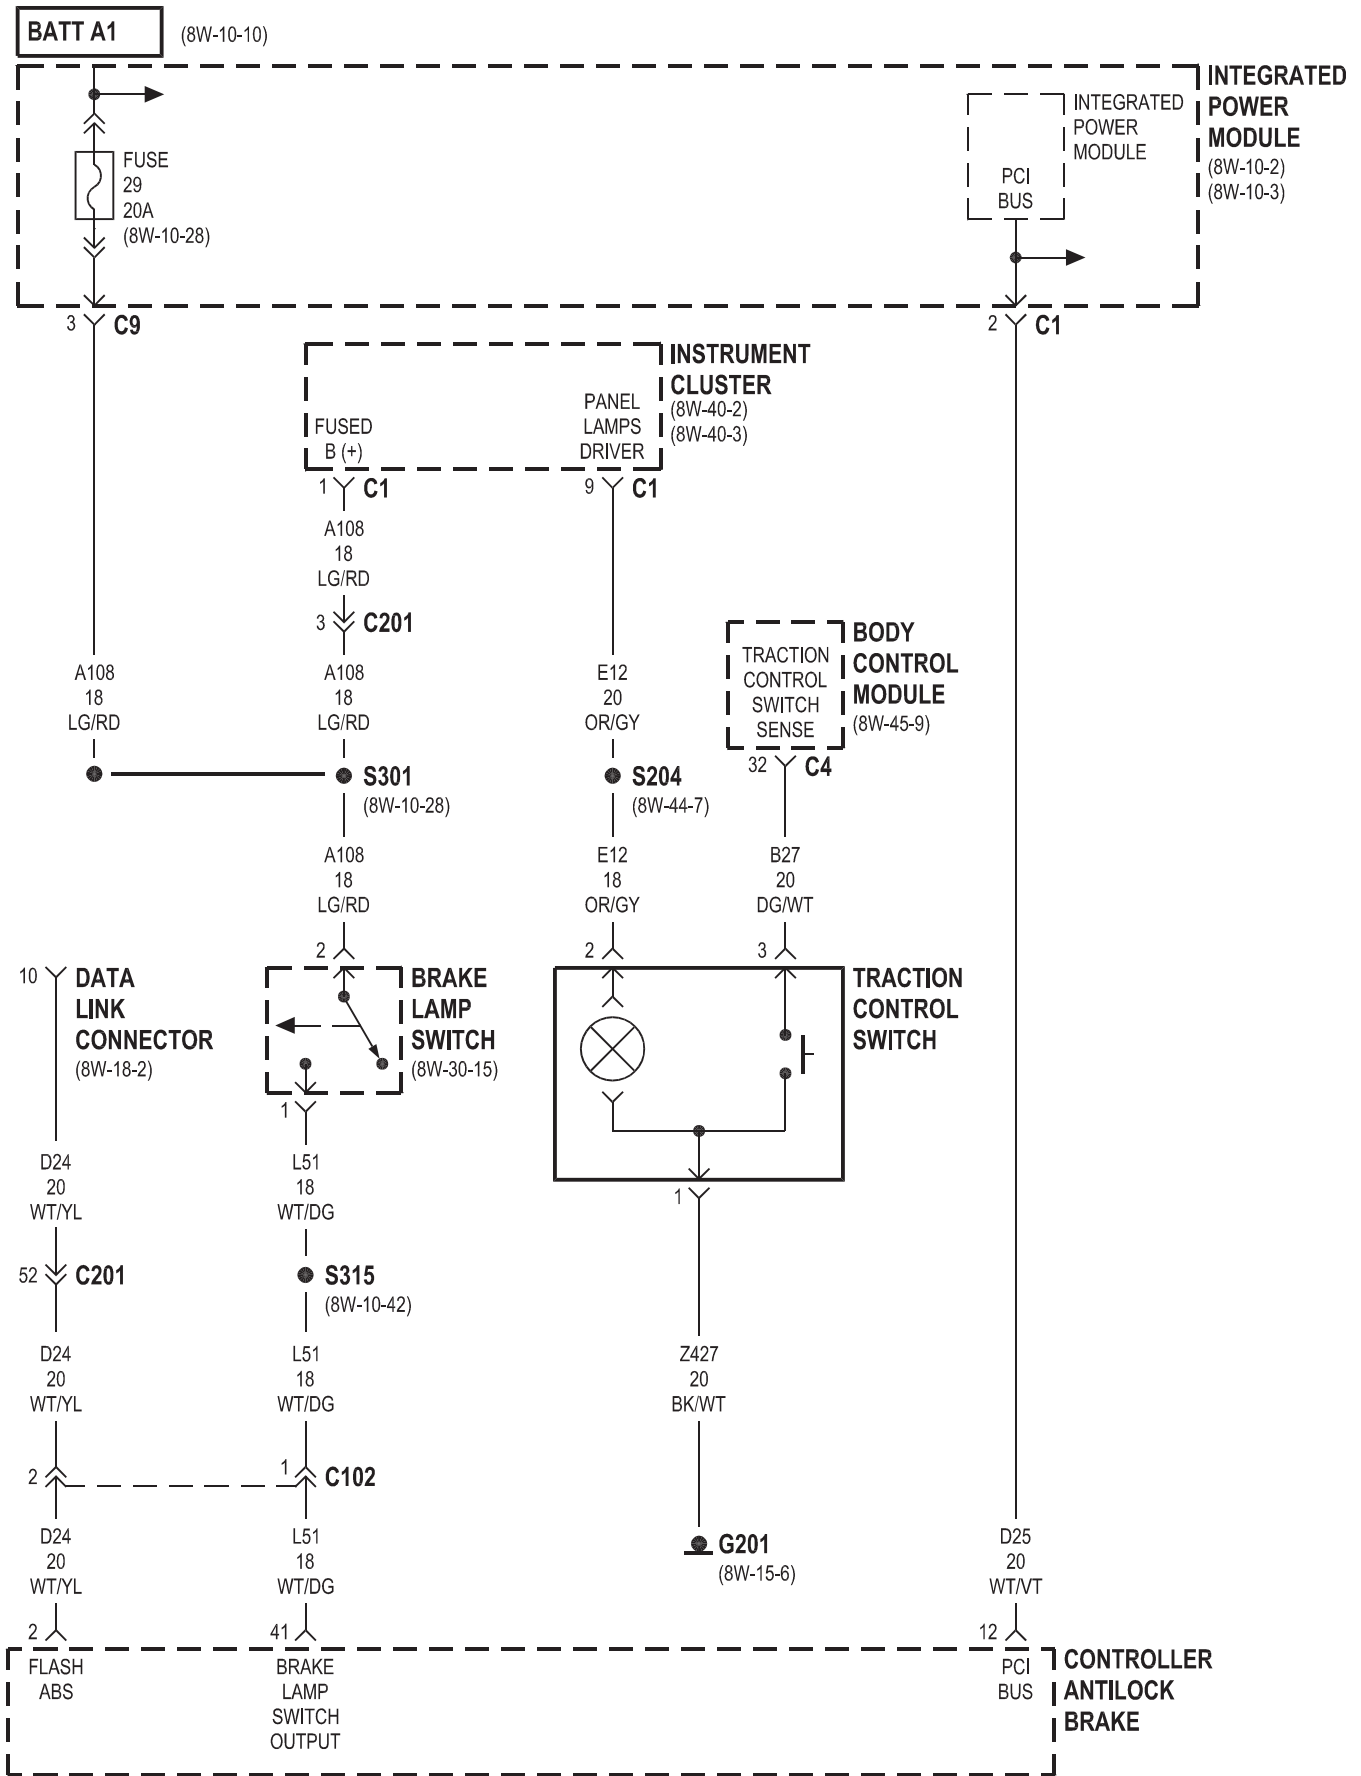 BATT A1
(8W-10-10)
INTEGRATED
POWER
MODULE
(8W-10-2)
(8W-10-3)
INTEGRATED
POWER
MODULE
PCI
BUS
FUSE
29
20A
(8W-10-28)
3 C9
2 C1
INSTRUMENT
CLUSTER
(8W-40-2)
(8W-40-3)
FUSED
B (+)
PANEL
LAMPS
DRIVER
1 C1
9 C1
A108
18
LG/RD
3 C201
BODY
CONTROL
MODULE
(8W-45-9)
TRACTION
CONTROL
SWITCH
SENSE
A108
18
LG/RD
A108
18
LG/RD
E12
20
OR/GY
32 C4
S301
(8W-10-28)
S204
(8W-44-7)
A108
18
LG/RD
E12
18
OR/GY
B27
20
DG/WT
2
2
3
10
DATA
LINK
CONNECTOR
(8W-18-2)
BRAKE
LAMP
SWITCH
(8W-30-15)
TRACTION
CONTROL
SWITCH
1
1
D24
20
WT/YL
L51
18
WT/DG
52 C201
S315
(8W-10-42)
D24
20
WT/YL
L51
18
WT/DG
Z427
20
BK/WT
2
1 C102
D24
20
WT/YL
L51
18
WT/DG
G201
(8W-15-6)
D25
20
WT/VT
2
41
12
FLASH
ABS
BRAKE
LAMP
SWITCH
OUTPUT
PCI
BUS
CONTROLLER
ANTILOCK
BRAKE